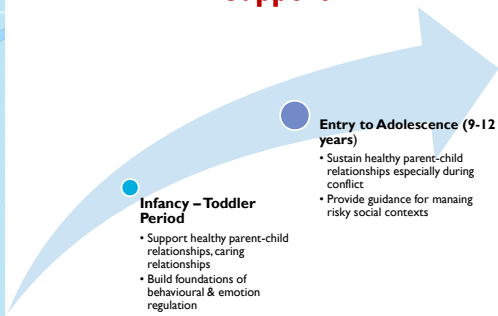 Support
Entry to Adolescence (9-12
years)
• Sustain healthy parent-child
relationships especially during
conflict
• Provide guidance for manaing
risky social contexts
Infancy – Toddler
Period
• Support healthy parent-child
relationships, caring
relationships
• Build foundations of
behavioural & emotion
regulation